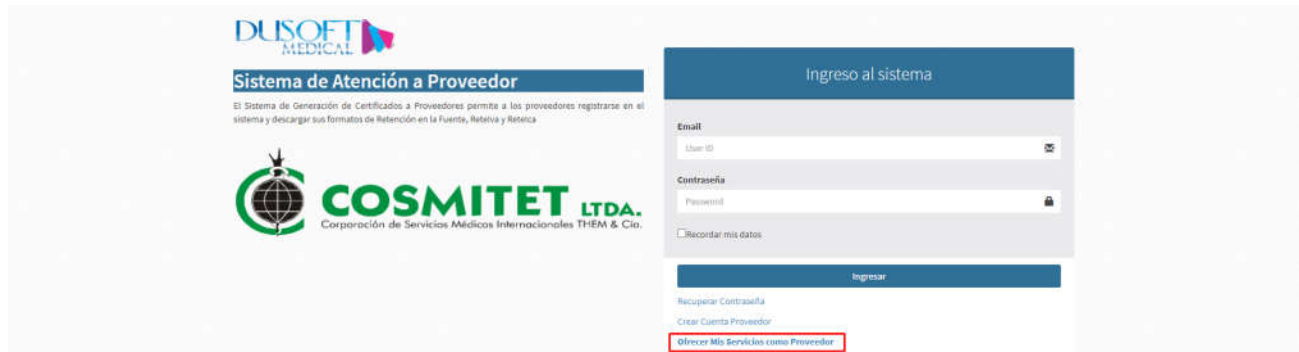 DUSOFT
MEDICAL
Sistema de Atención a Proveedor
El Sistema de Generación de Certificados a Proveedores permite a los proveedores registrarse en el
sistema y descargar sus formatos de Retención en la Fuente, Reteiva y Reteica
COSMITET LTDA.
Corporación de Servicios Médicos Internacionales THEM & Cía.
Ingreso al sistema
Email
User ID
Contraseña
Password
Recordar mis datos
Ingresar
Recuperar Contraseña
Crear Cuenta Proveedor
Ofrecer Mis Servicios como Proveedor